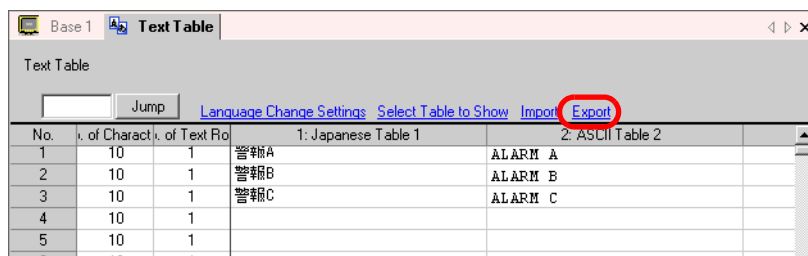 Base 1 Text Table
Text Table
Jump Language Change Settings Select Table to Show Import Export
No. . of Charact . of Text Ro 1: Japanese Table 1 2: ASCII Table 2
1 10 1 警報A ALARM A
2 10 1 警報B ALARM B
3 10 1 警報C ALARM C
4 10 1
5 10 1